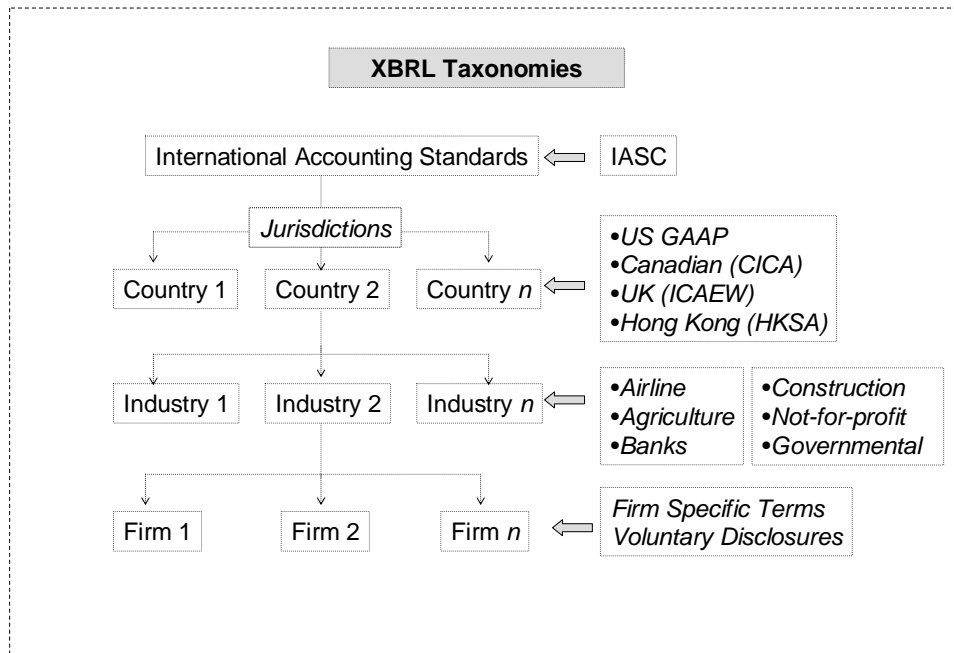 XBRL Taxonomies
International Accounting Standards
IASC
Jurisdictions
•US GAAP
•Canadian (CICA)
•UK (ICAEW)
•Hong Kong (HKSA)
Country 1
Country 2
Country n
Industry 1
Industry 2
Industry n
•Airline
•Agriculture
•Banks
•Construction
•Not-for-profit
•Governmental
Firm 1
Firm 2
Firm n
Firm Specific Terms
Voluntary Disclosures